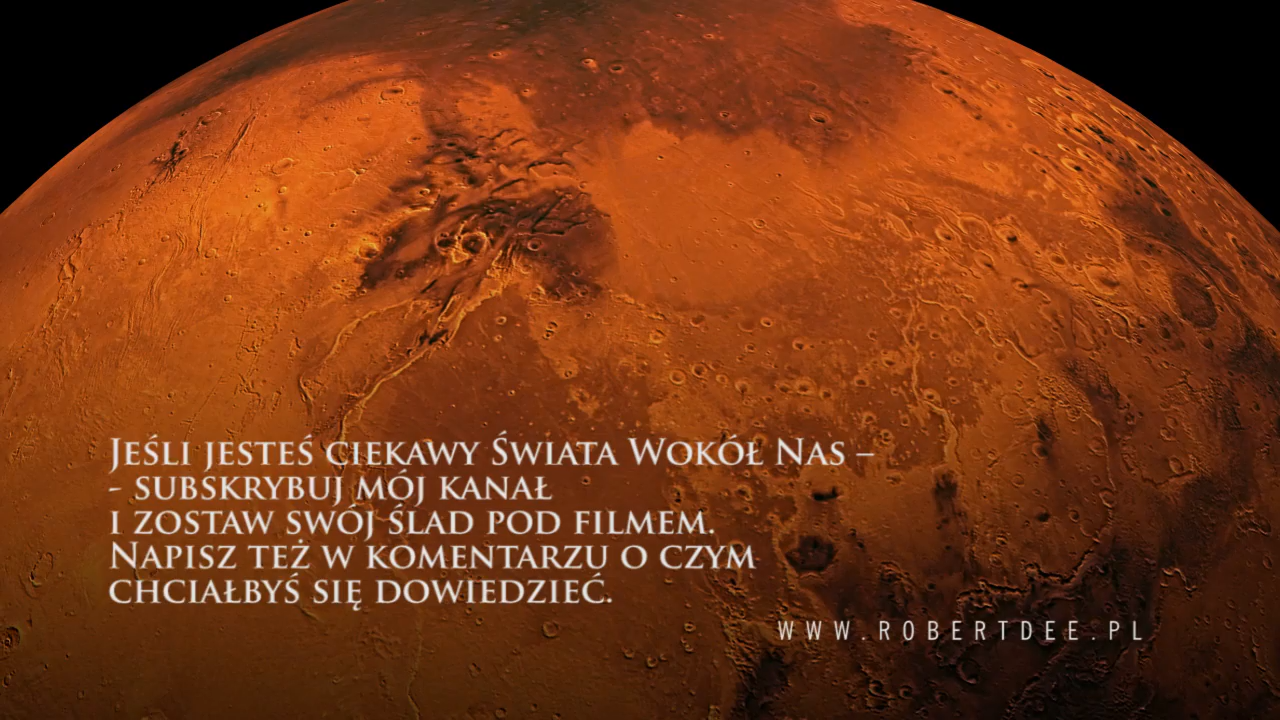 Jeśli jesteś ciekawy Świata Wokół Nas –
- subskrybuj mój kanał
i zostaw swój ślad pod filmem.
Napisz też w komentarzu o czym
chciałbyś się dowiedzieć.
WWW.ROBERTDEE.PL